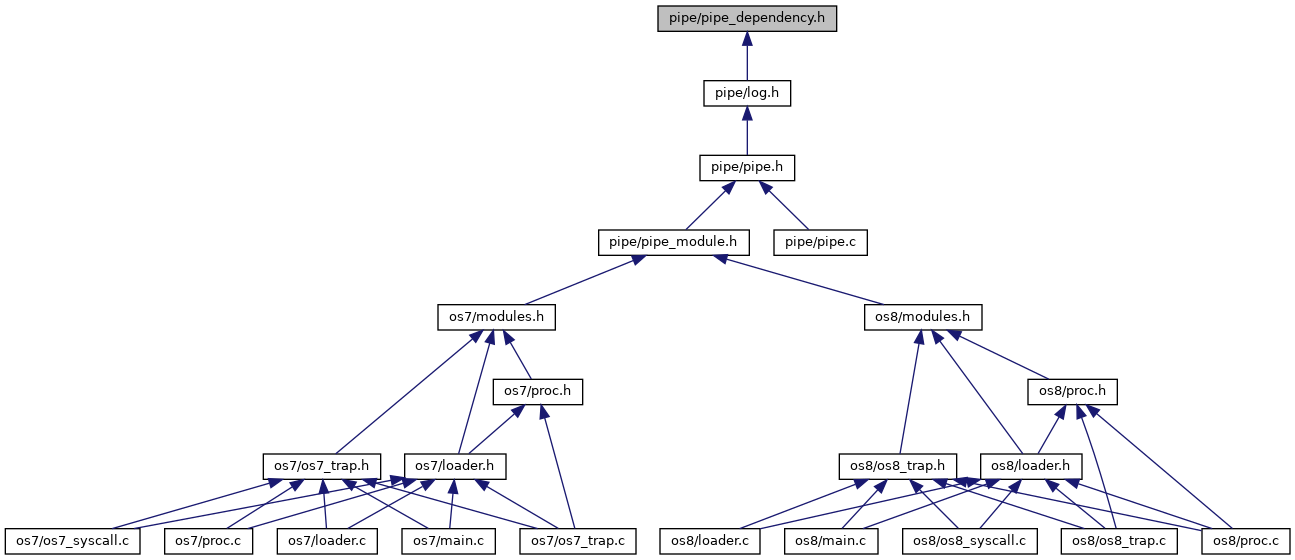 pipe/pipe_dependency.h
pipe/log.h
pipe/pipe.h
pipe/pipe_module.h
pipe/pipe.c
os7/modules.h
os8/modules.h
os7/proc.h
os8/proc.h
os7/os7_trap.h
os7/loader.h
os8/os8_trap.h
os8/loader.h
os7/os7_syscall.c
os7/proc.c
os7/loader.c
os7/main.c
os7/os7_trap.c
os8/loader.c
os8/main.c
os8/os8_syscall.c
os8/os8_trap.c
os8/proc.c